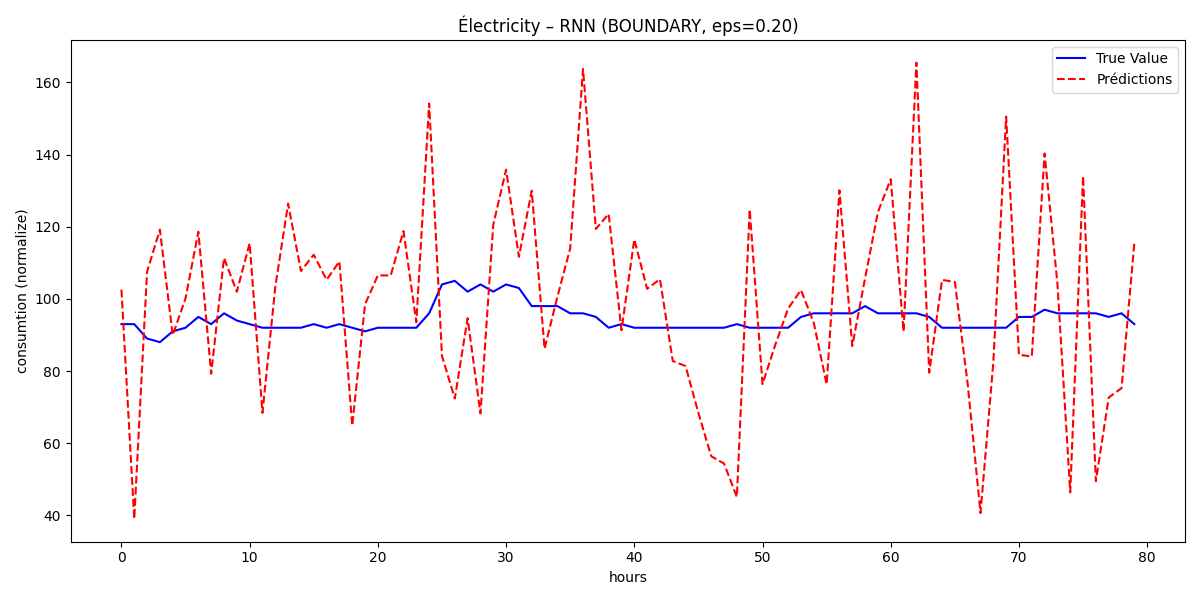 Électricity – RNN (BOUNDARY, eps=0.20)
True Value
Prédictions
consumtion (normalize)
160
140
120
100
80
60
40
0 10 20 30 40 50 60 70 80
hours